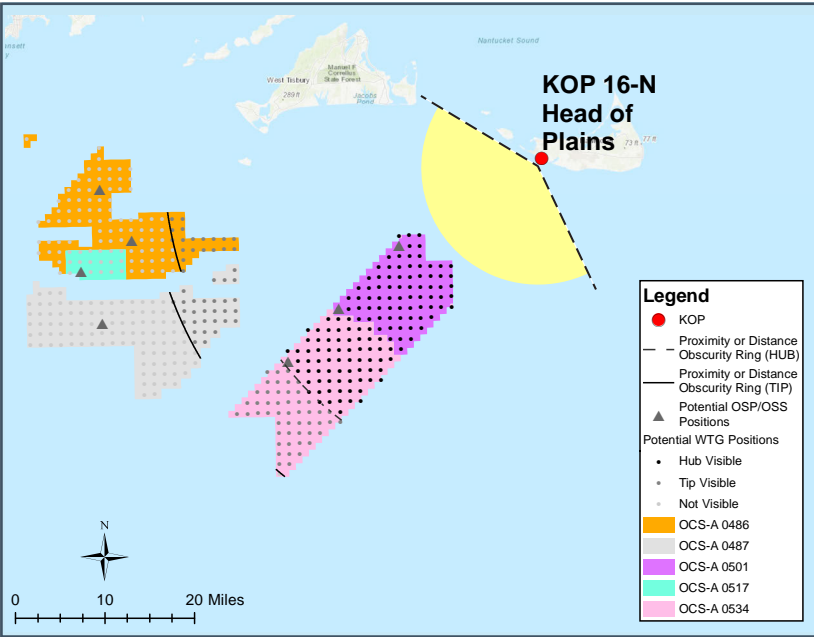 Nantucket Sound
Manuel F
Correllus
State Forest
West Tisbury
289 ft
Jacobs
Pond
KOP 16-N
Head of
Plains
73 ft
77 ft
Legend
KOP
Proximity or Distance
Obscurity Ring (HUB)
Proximity or Distance
Obscurity Ring (TIP)
Potential OSP/OSS
Positions
Potential WTG Positions
Hub Visible
Tip Visible
Not Visible
OCS-A 0486
OCS-A 0487
OCS-A 0501
OCS-A 0517
OCS-A 0534
N
0 10 20 Miles